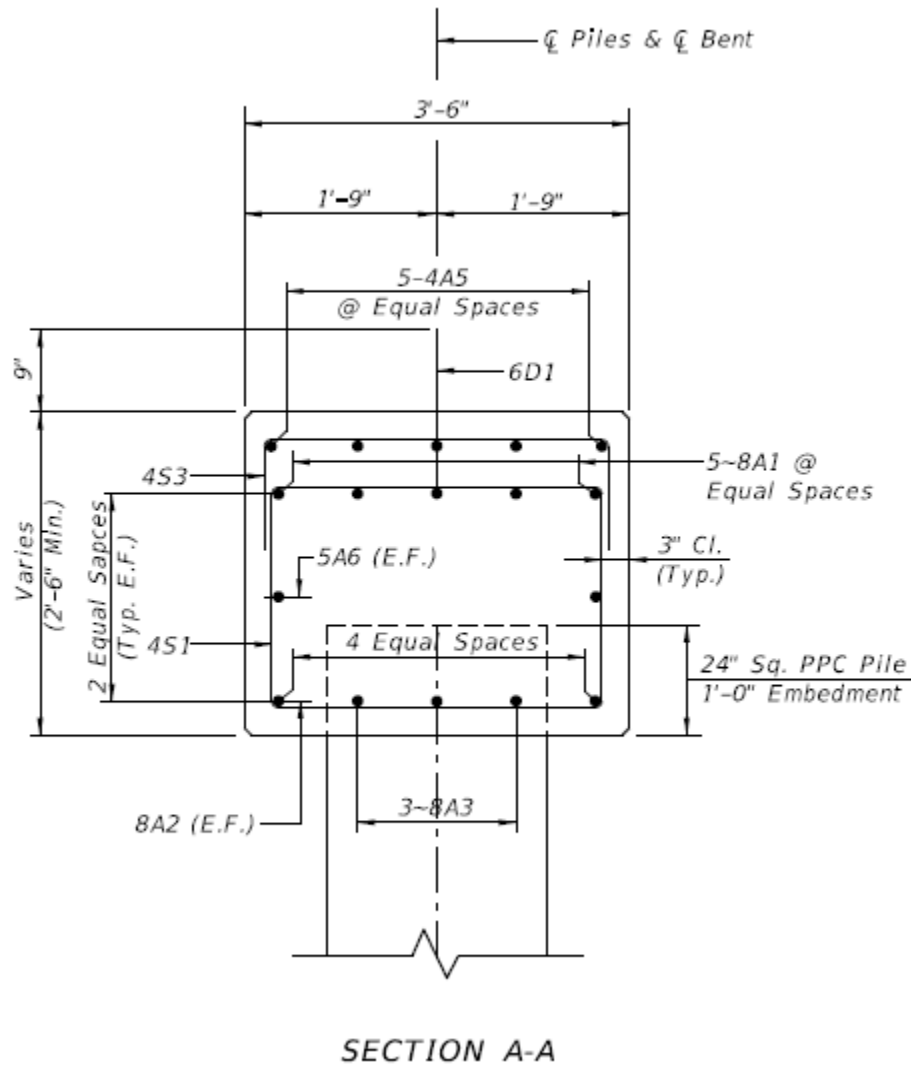 ℄ Piles & ℄ Bent
3'-6"
1'-9"
1'-9"
5-4A5
@ Equal Spaces
9"
6D1
4S3
5~8A1 @
Equal Spaces
Varies
(2'-6" Min.)
2 Equal Sapces
(Typ. E.F.)
5A6 (E.F.)
3" Cl.
(Typ.)
4S1
4 Equal Spaces
24" Sq. PPC Pile
1'-0" Embedment
8A2 (E.F.)
3~8A3
SECTION A-A